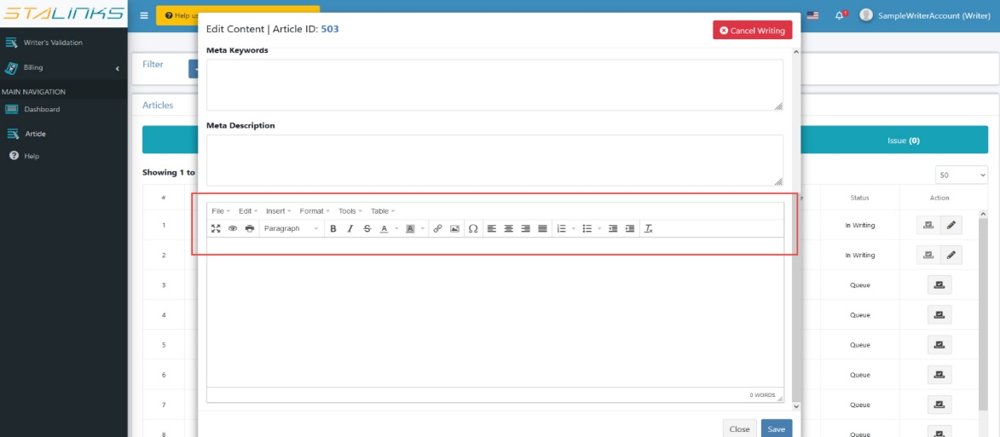 STALINKS
Help us
SampleWriterAccount (Writer)
Writer's Validation
Billing
MAIN NAVIGATION
Dashboard
Article
Help
Filter
Articles
Issue (0)
Showing 1 to
50
#
Status
Action
1
In Writing
2
In Writing
3
Queue
4
Queue
5
Queue
6
Queue
7
Queue
8
Queue
Edit Content | Article ID: 503
Cancel Writing
Meta Keywords
Meta Description
File Edit Insert Format Tools Table
Paragraph B I S A A Ω
0 WORDS
Close Save